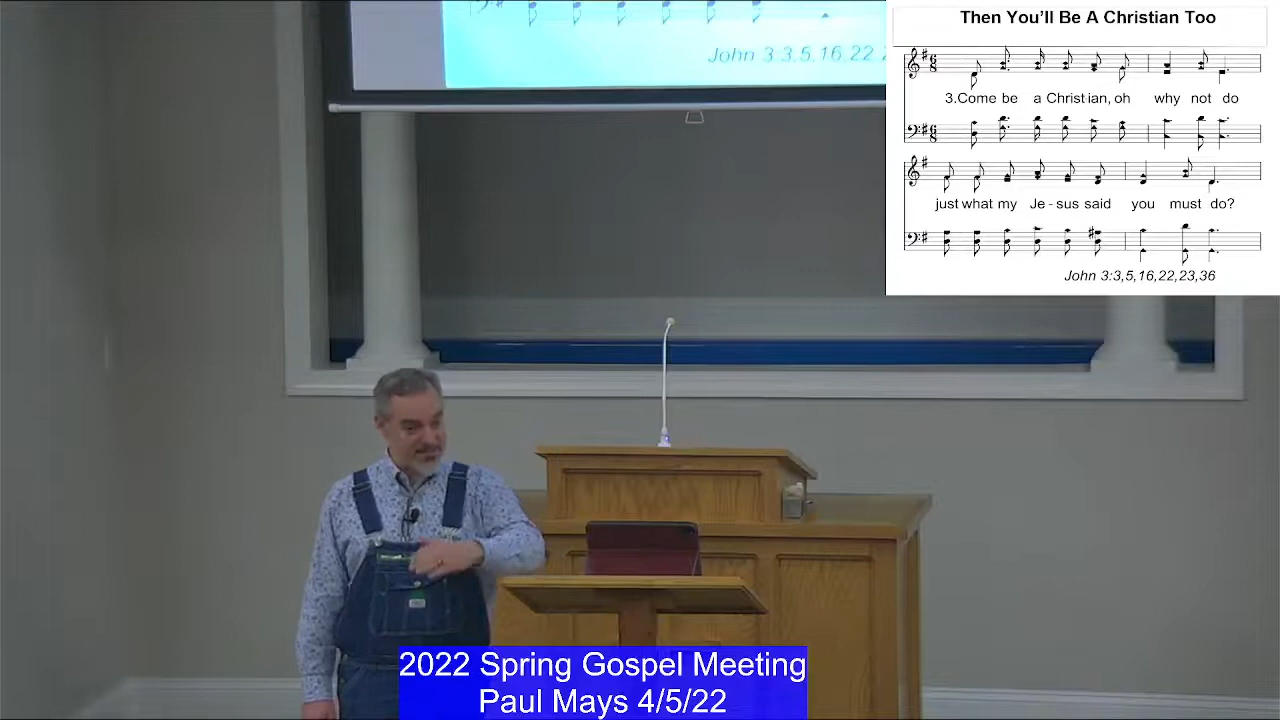 John 3:3,5,16,22,
Then You'll Be A Christian Too
3.Come be a Christ-ian, oh why not do
just what my Je-sus said you must do?
John 3:3,5,16,22,23,36
2022 Spring Gospel Meeting
Paul Mays 4/5/22